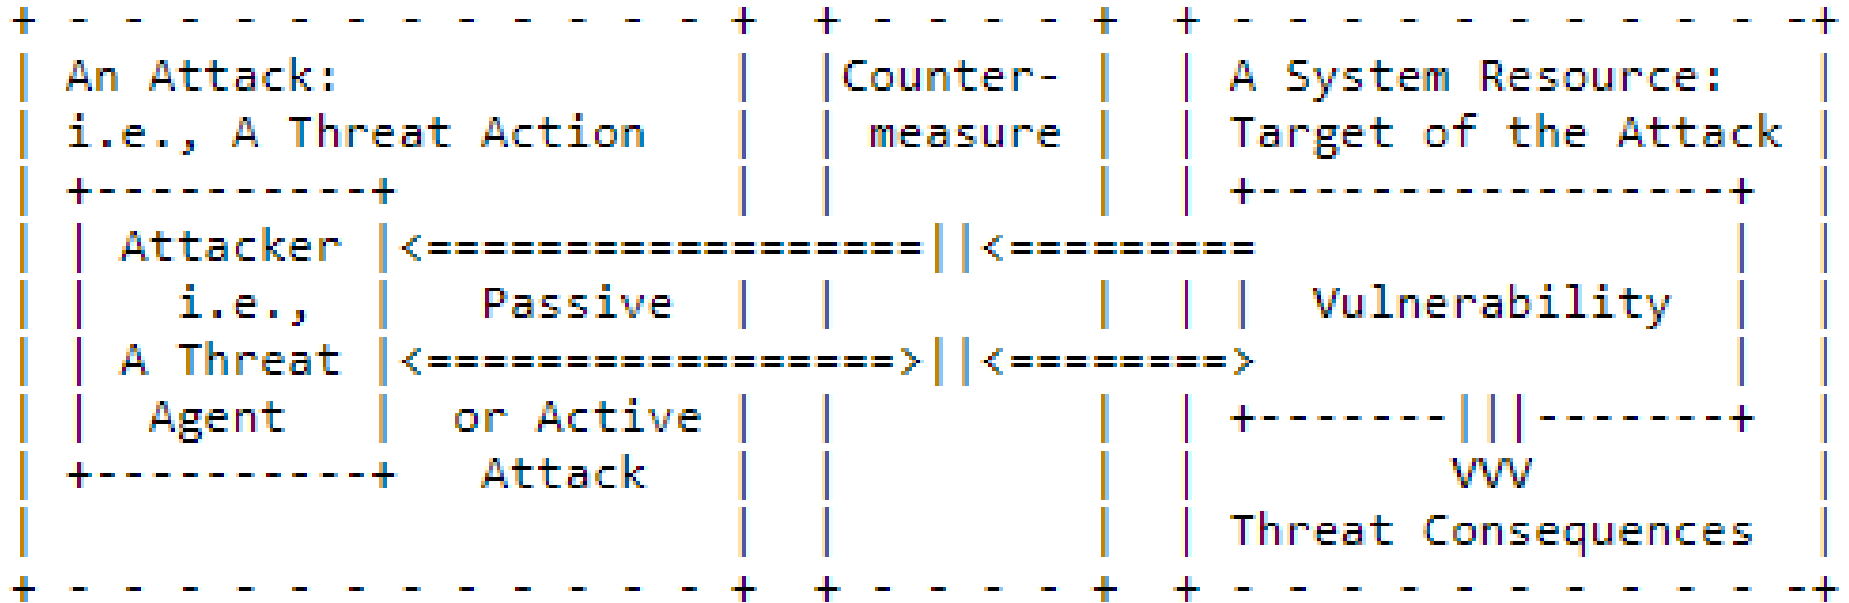 + - - - - - - - - - - - - +  + - - - - +  + - - - - - - - - - - -+
| An Attack:              |  |Counter- |  | A System Resource:   |
| i.e., A Threat Action   |  | measure |  | Target of the Attack |
| +----------+            |  |         |  | +-----------------+  |
| | Attacker |<==================||<=========                 |  |
| |   i.e.,  |   Passive  |  |         |  | |  Vulnerability  |  |
| | A Threat |<=================>||<========>                 |  |
| |  Agent   |  or Active |  |         |  | +-------|||-------+  |
| +----------+   Attack   |  |         |  |         VVV          |
|                         |  |         |  | Threat Consequences  |
+ - - - - - - - - - - - - +  + - - - - +  + - - - - - - - - - - -+